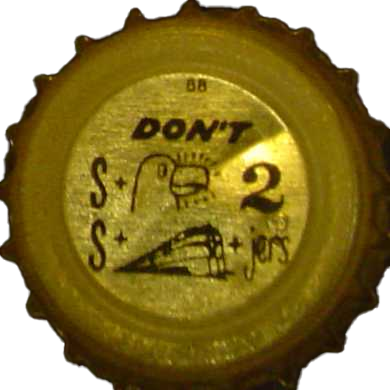 88
DON'T
S+ 2
S+ + jers